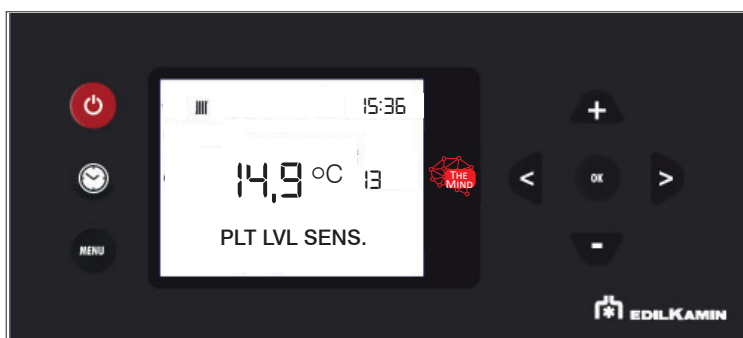 15:36
14,9 °C 13
THE
MIND
PLT LVL SENS.
MENU
+
< OK >
-
EDILKAMIN